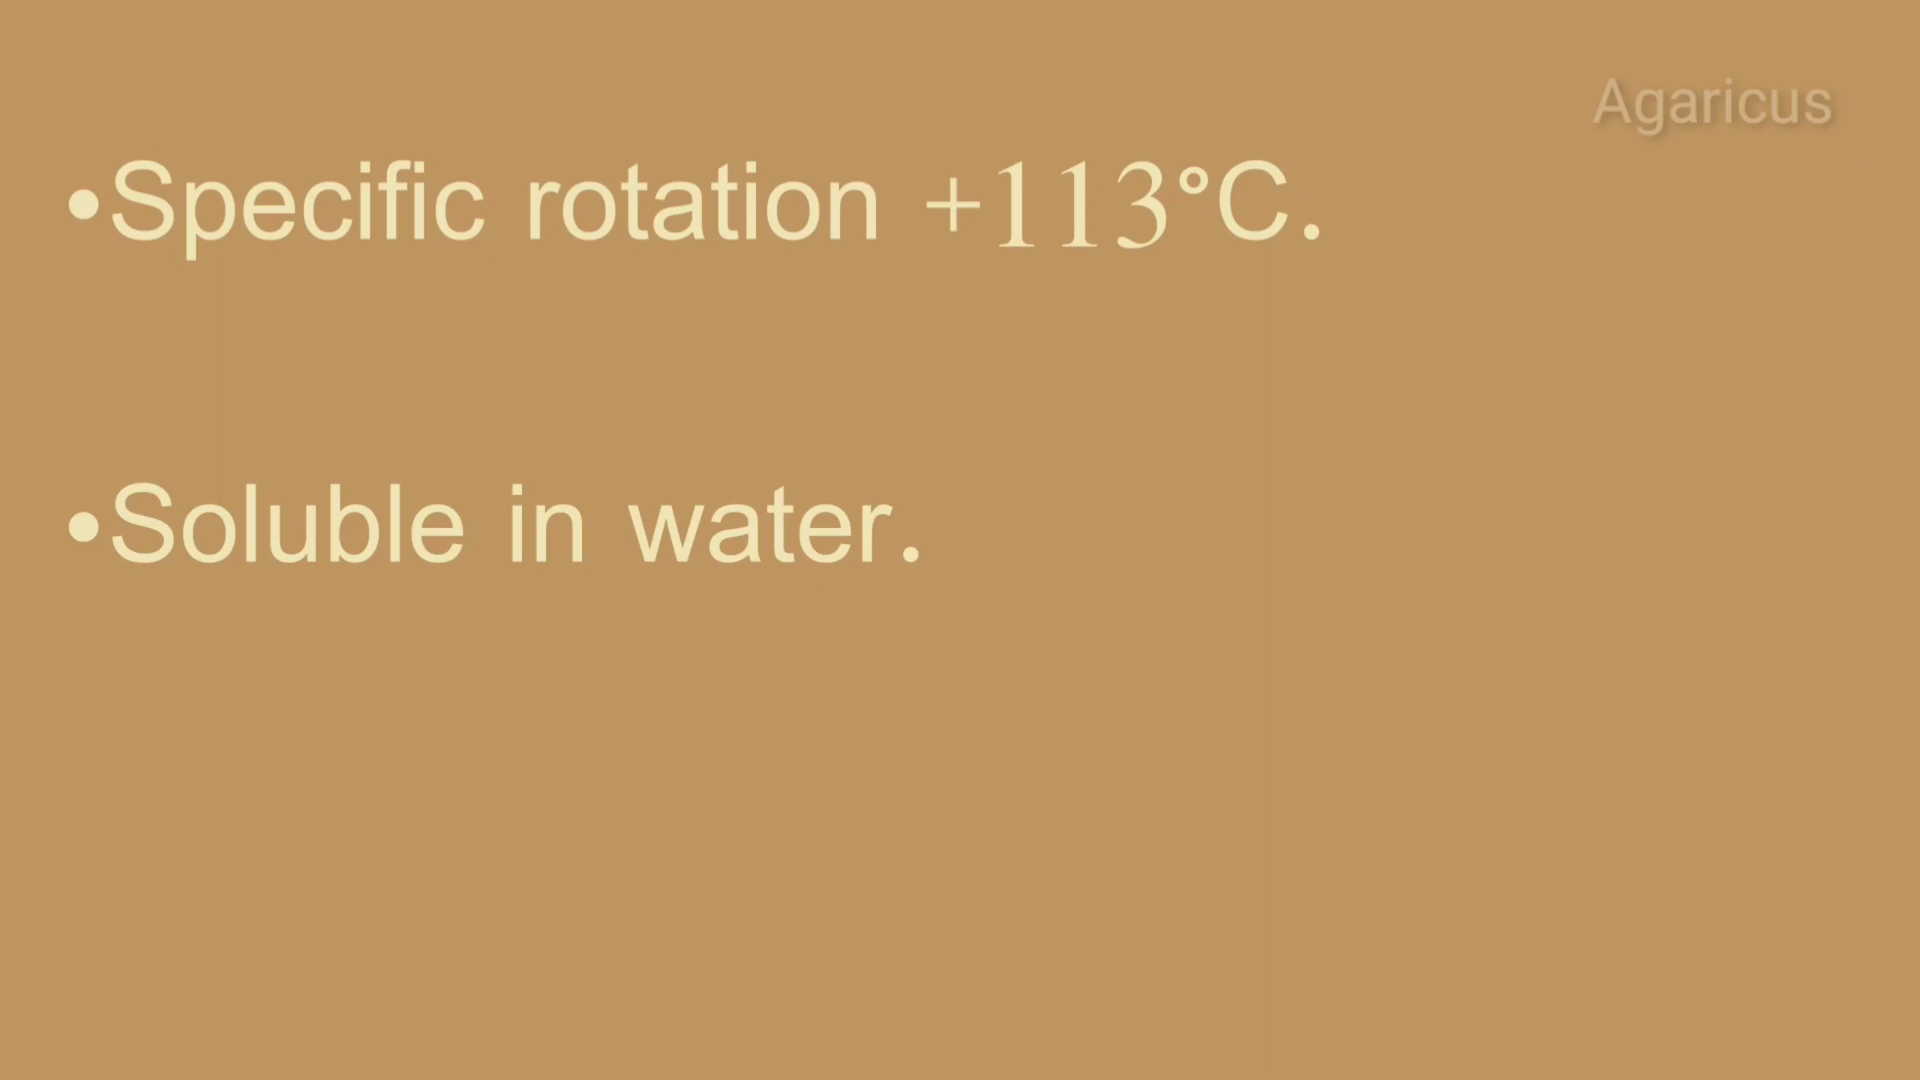 Agaricus
•Specific rotation +113°C.
•Soluble in water.